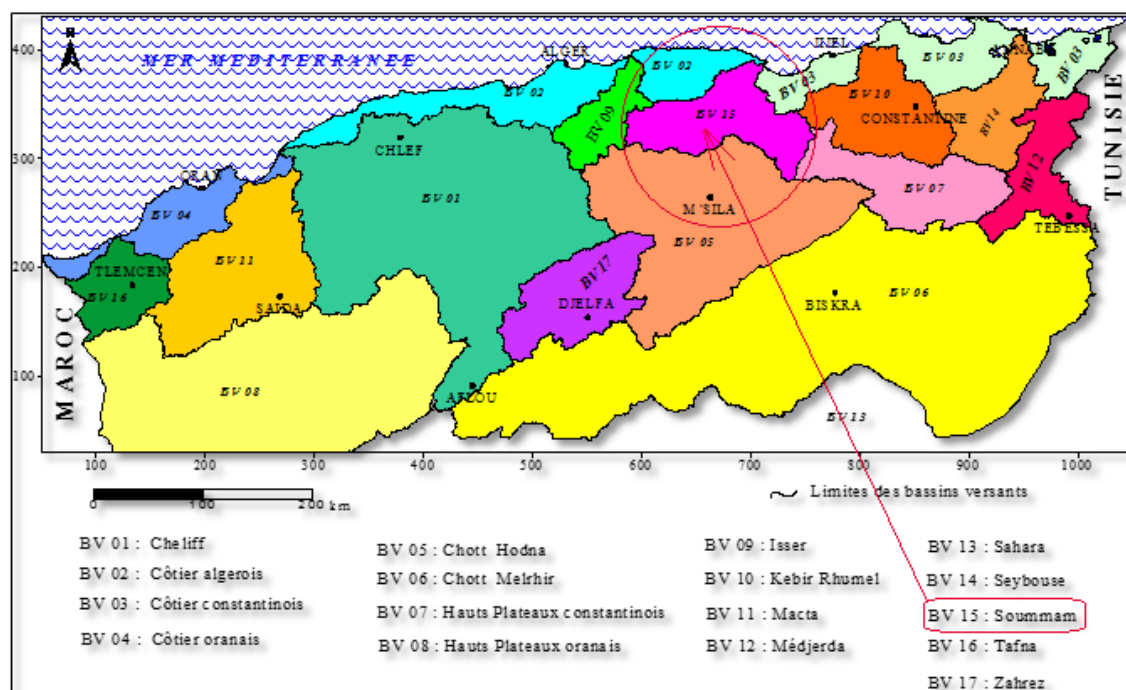 400
300
200
100
N
MER MEDITERRANEE
ALGER
JIJEL
ANNABA
BV 02
BV 02
BV 03
BV 03
BV 03
BV 09
BV 15
BV 10
CONSTANTINE
BV 14
CHLEF
ORAN
BV 04
BV 01
M'SILA
BV 07
BV 12
TEBESSA
BV 05
TLEMCEN
BV 16
BV 11
SAIDA
BV 17
DJELFA
BISKRA
BV 06
BV 08
AFLOU
BV 13
MAROC
TUNISIE
100 200 300 400 500 600 700 800 900 1000
0 100 200 km
Limites des bassins versants
BV 01 : Cheliff
BV 02 : Côtier algerois
BV 03 : Côtier constantinois
BV 04 : Côtier oranais
BV 05 : Chott Hodna
BV 06 : Chott Melrhir
BV 07 : Hauts Plateaux constantinois
BV 08 : Hauts Plateaux oranais
BV 09 : Isser
BV 10 : Kebir Rhumel
BV 11 : Macta
BV 12 : Médjerda
BV 13 : Sahara
BV 14 : Seybouse
BV 15 : Soummam
BV 16 : Tafna
BV 17 : Zahrez